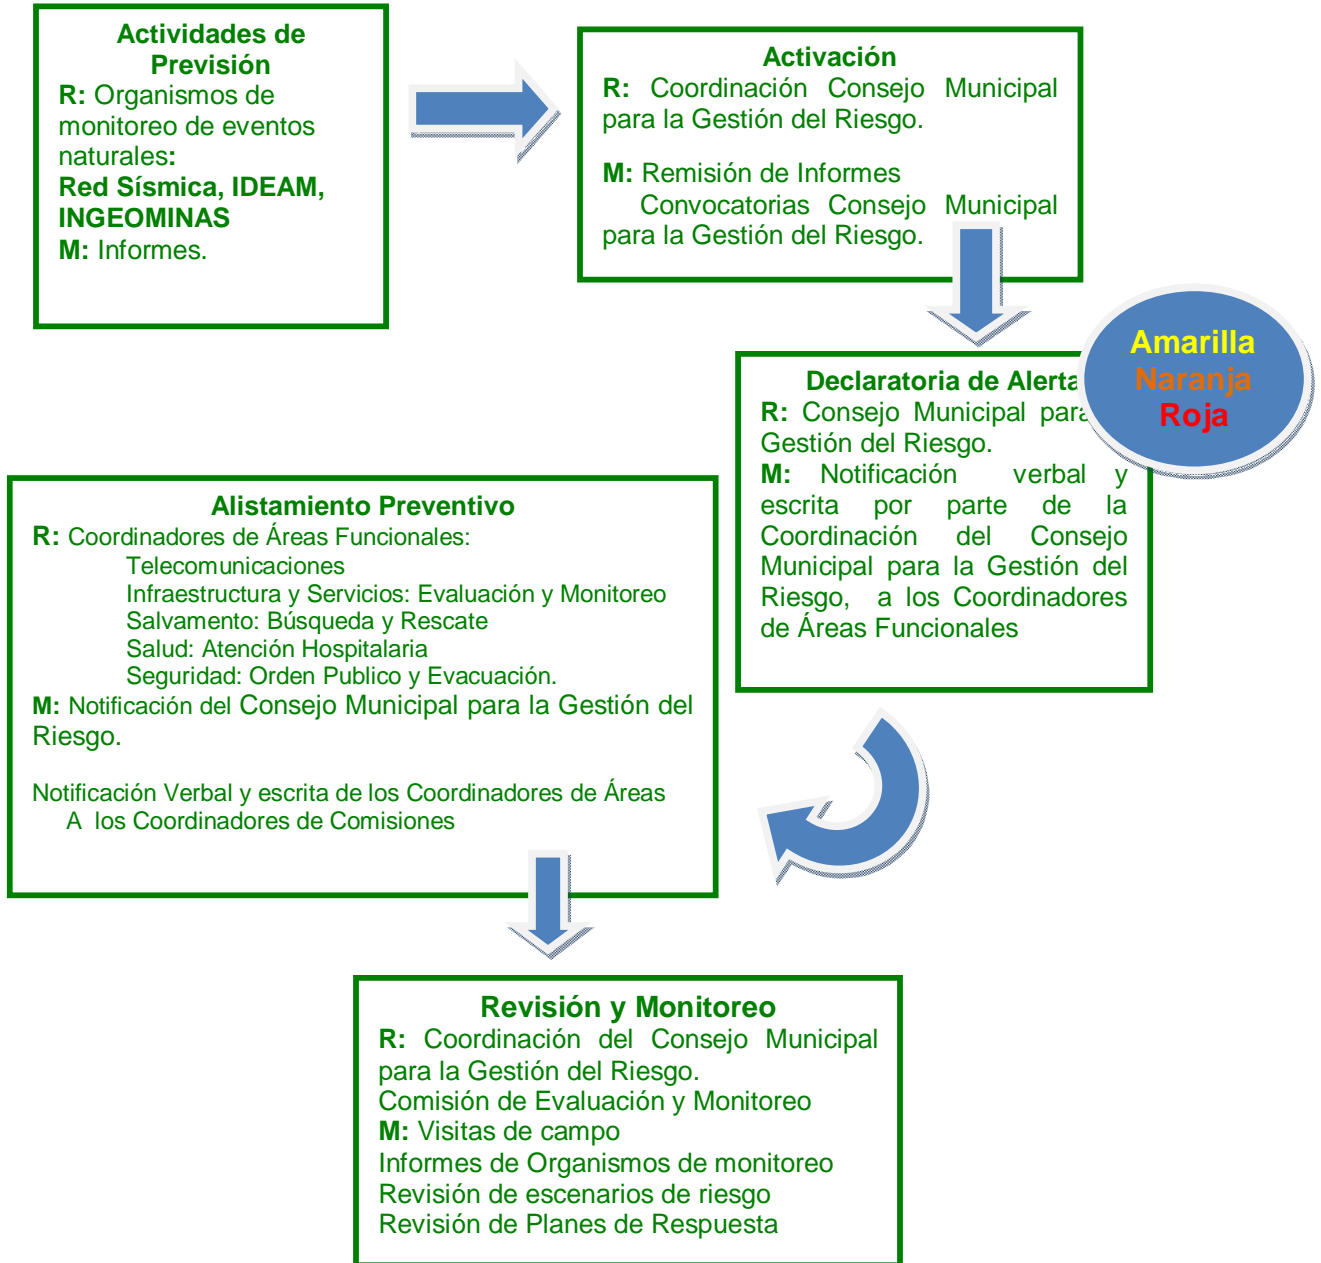 Actividades de
Previsión
R: Organismos de
monitoreo de eventos
naturales:
Red Sísmica, IDEAM,
INGEOMINAS
M: Informes.
Activación
R: Coordinación Consejo Municipal
para la Gestión del Riesgo.
M: Remisión de Informes
Convocatorias Consejo Municipal
para la Gestión del Riesgo.
Amarilla
Naranja
Roja
Declaratoria de Alerta
R: Consejo Municipal para
Gestión del Riesgo.
M: Notificación verbal y
escrita por parte de la
Coordinación del Consejo
Municipal para la Gestión del
Riesgo, a los Coordinadores
de Áreas Funcionales
Alistamiento Preventivo
R: Coordinadores de Áreas Funcionales:
Telecomunicaciones
Infraestructura y Servicios: Evaluación y Monitoreo
Salvamento: Búsqueda y Rescate
Salud: Atención Hospitalaria
Seguridad: Orden Publico y Evacuación.
M: Notificación del Consejo Municipal para la Gestión del
Riesgo.
Notificación Verbal y escrita de los Coordinadores de Áreas
A los Coordinadores de Comisiones
Revisión y Monitoreo
R: Coordinación del Consejo Municipal
para la Gestión del Riesgo.
Comisión de Evaluación y Monitoreo
M: Visitas de campo
Informes de Organismos de monitoreo
Revisión de escenarios de riesgo
Revisión de Planes de Respuesta